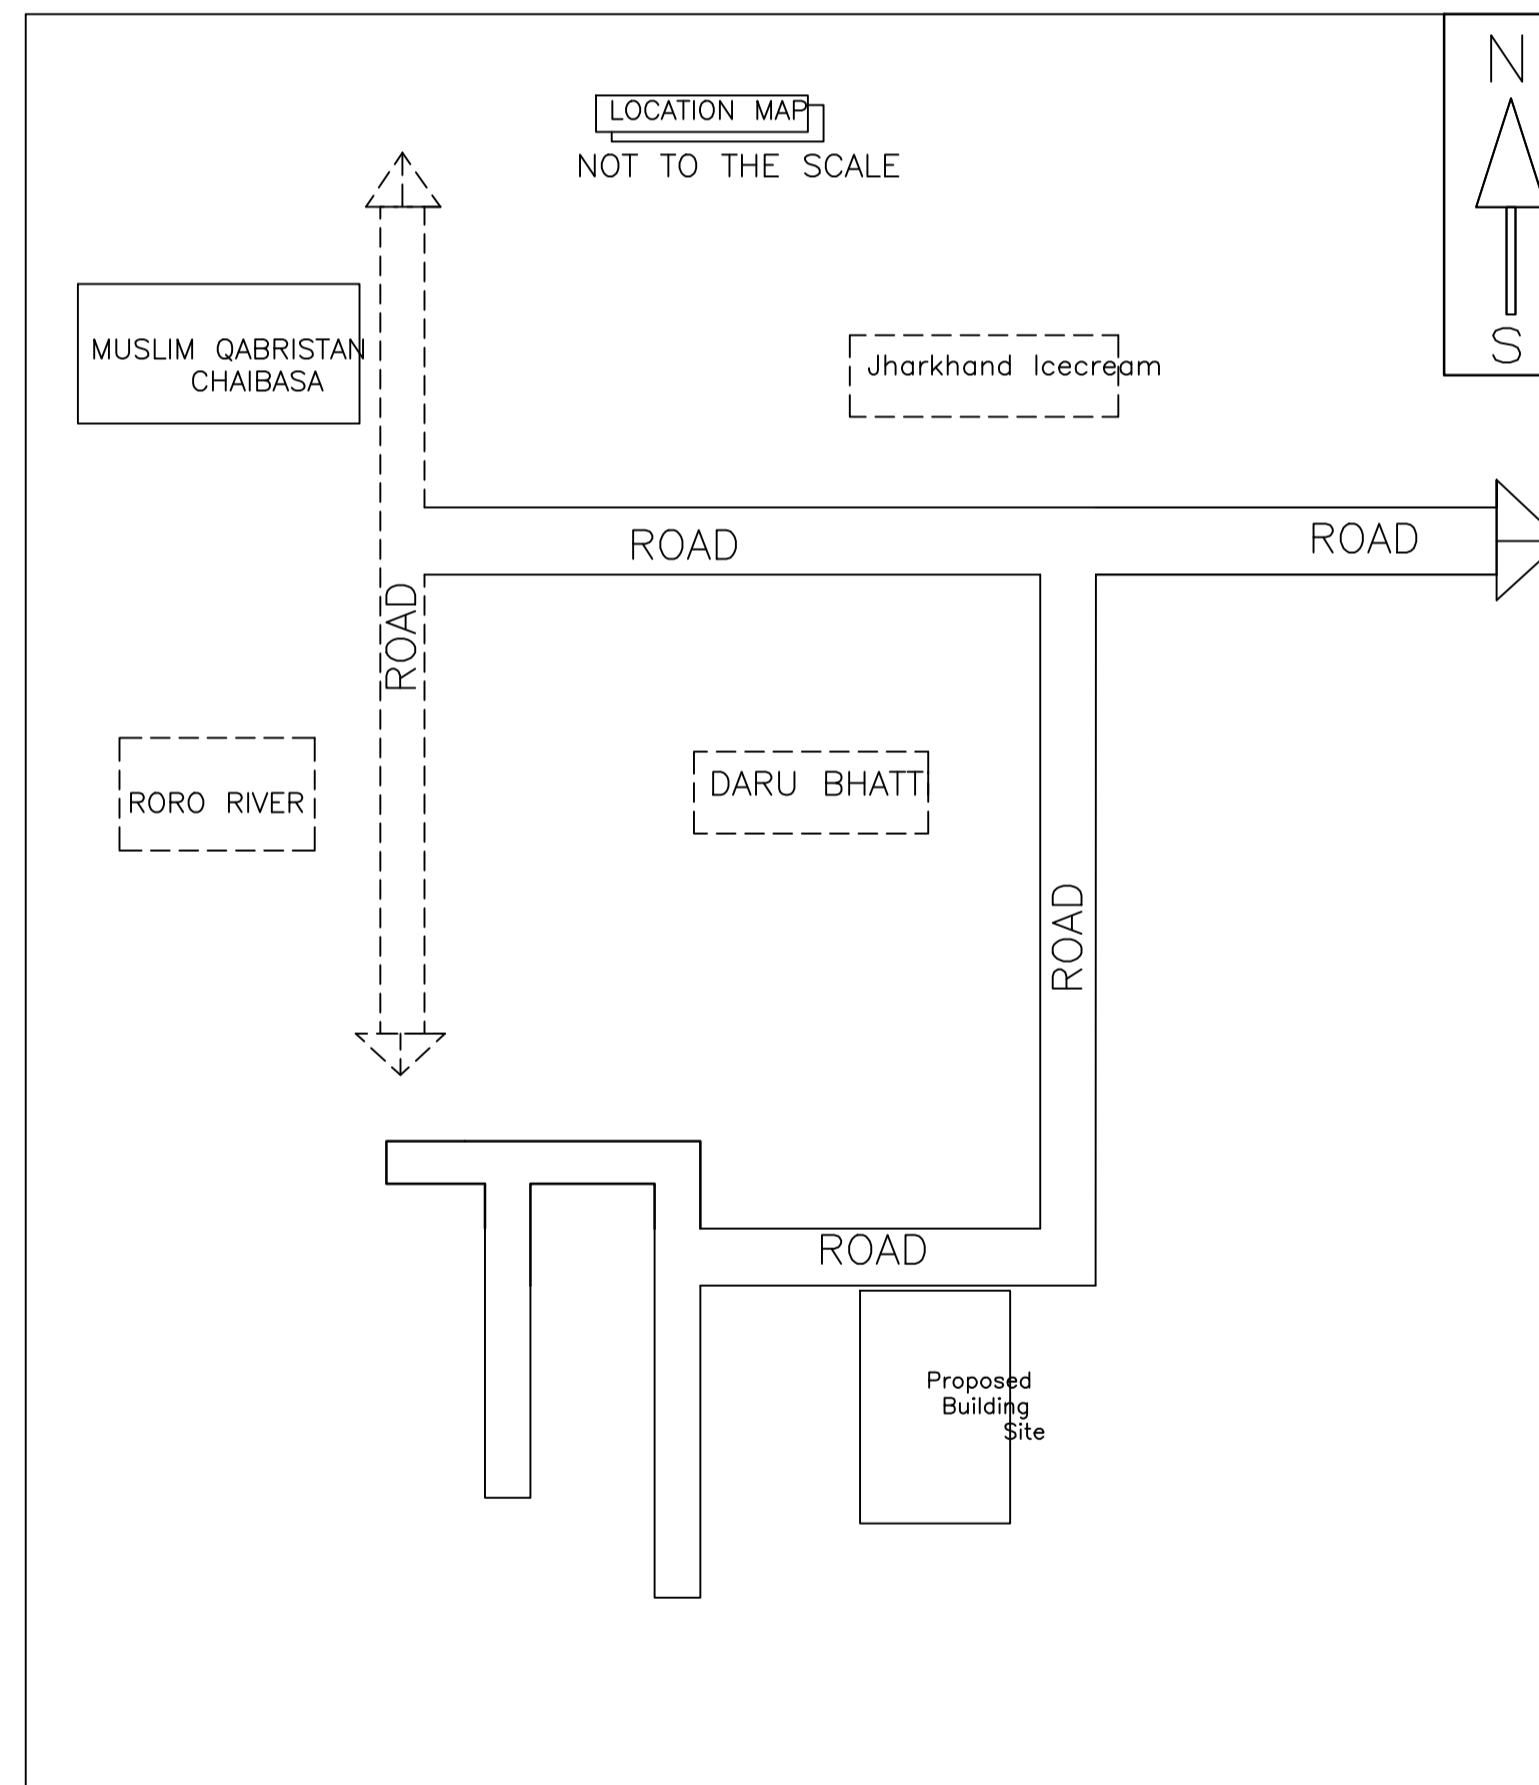 N
LOCATION MAP
NOT TO THE SCALE
S
MUSLIM QABRISTAN
CHAIBASA
Jharkhand Icecream
ROAD
ROAD
ROAD
RORO RIVER
DARU BHATTI
ROAD
ROAD
Proposed
Building
Site